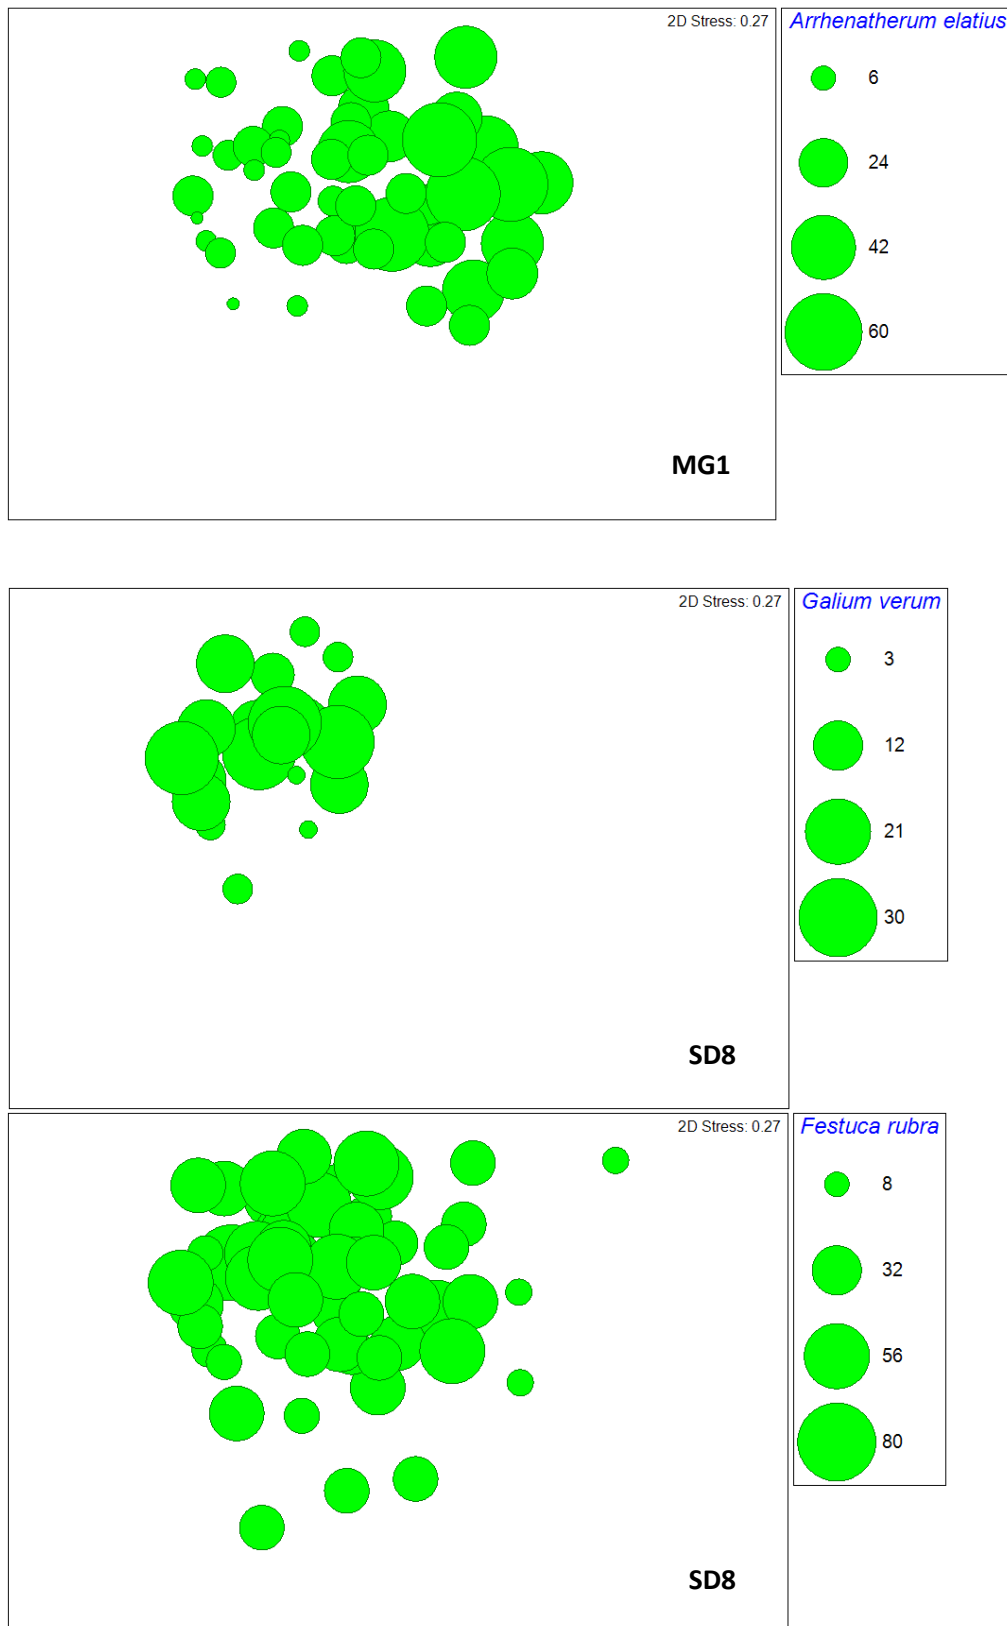 2D Stress: 0.27
Arrhenatherum elatius
6
24
42
60
MG1
2D Stress: 0.27
Galium verum
3
12
21
30
SD8
2D Stress: 0.27
Festuca rubra
8
32
56
80
SD8